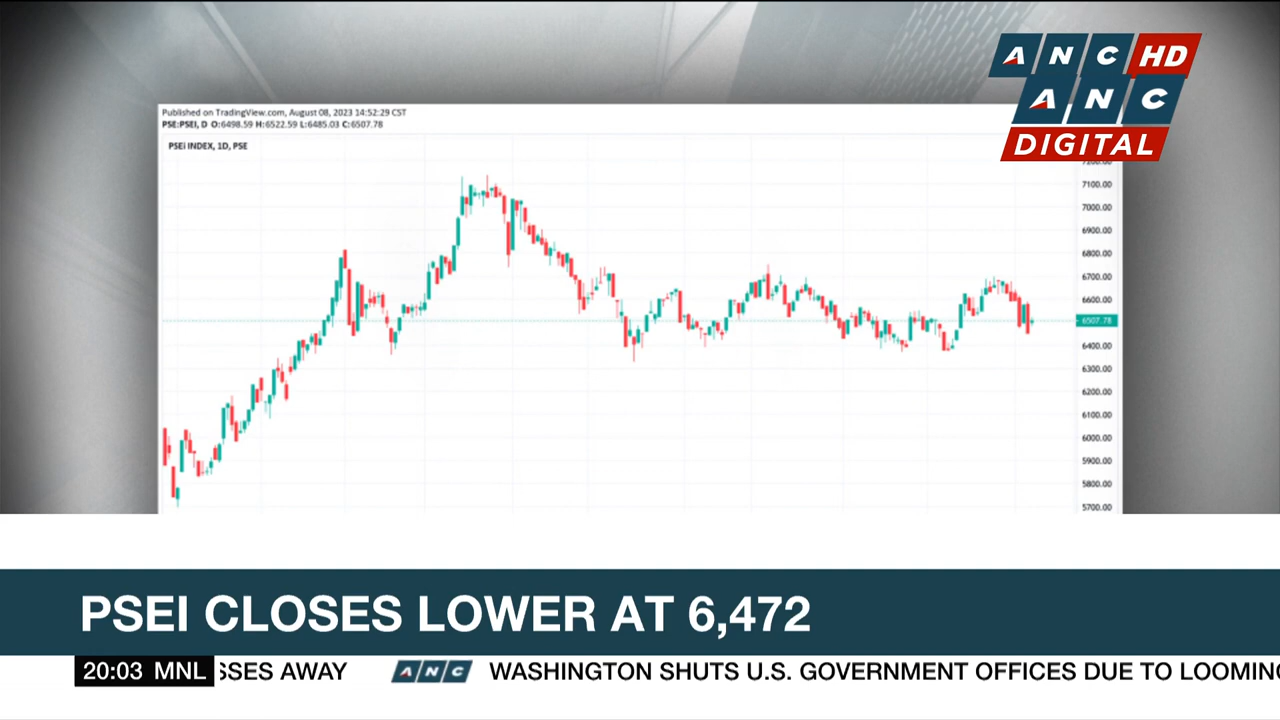 ANC HD
ANC
DIGITAL
Published on TradingView.com, August 08, 2023 14:52:29 CST
PSE:PSEI, D O:6498.59 H:6522.59 L:6485.03 C:6507.78
PSEi INDEX, 1D, PSE
7200.00
7100.00
7000.00
6900.00
6800.00
6700.00
6600.00
6507.78
6400.00
6300.00
6200.00
6100.00
6000.00
5900.00
5800.00
5700.00
PSEI CLOSES LOWER AT 6,472
20:03 MNL SSES AWAY ANC WASHINGTON SHUTS U.S. GOVERNMENT OFFICES DUE TO LOOMING